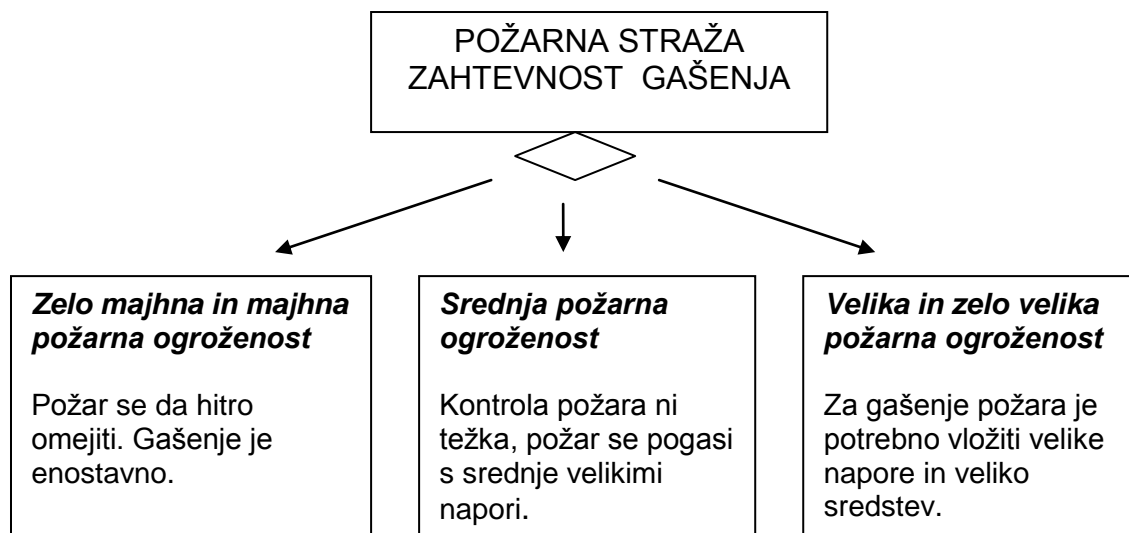 POŽARNA STRAŽA
ZAHTEVNOST GAŠENJA
Zelo majhna in majhna
požarna ogroženost
Požar se da hitro
omejiti. Gašenje je
enostavno.
Srednja požarna
ogroženost
Kontrola požara ni
težka, požar se pogasi
s srednje velikimi
napori.
Velika in zelo velika
požarna ogroženost
Za gašenje požara je
potrebno vložiti velike
napore in veliko
sredstev.